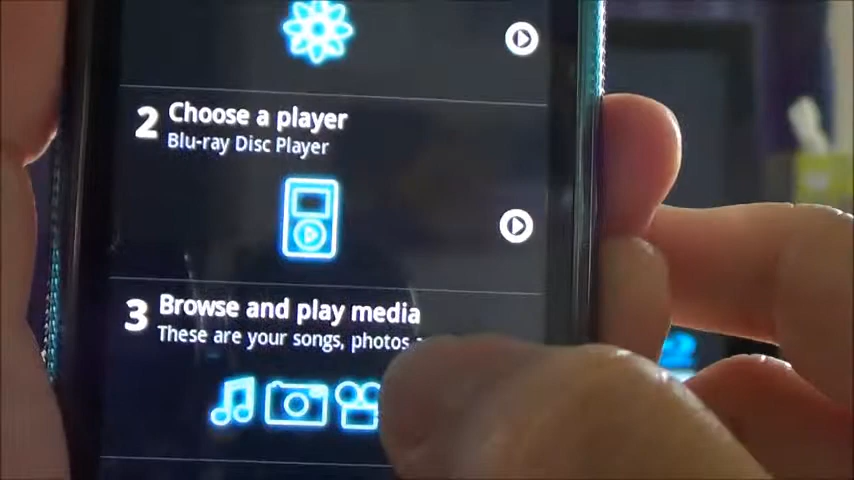 2 Choose a player
Blu-ray Disc Player
3 Browse and play media
These are your songs, photos